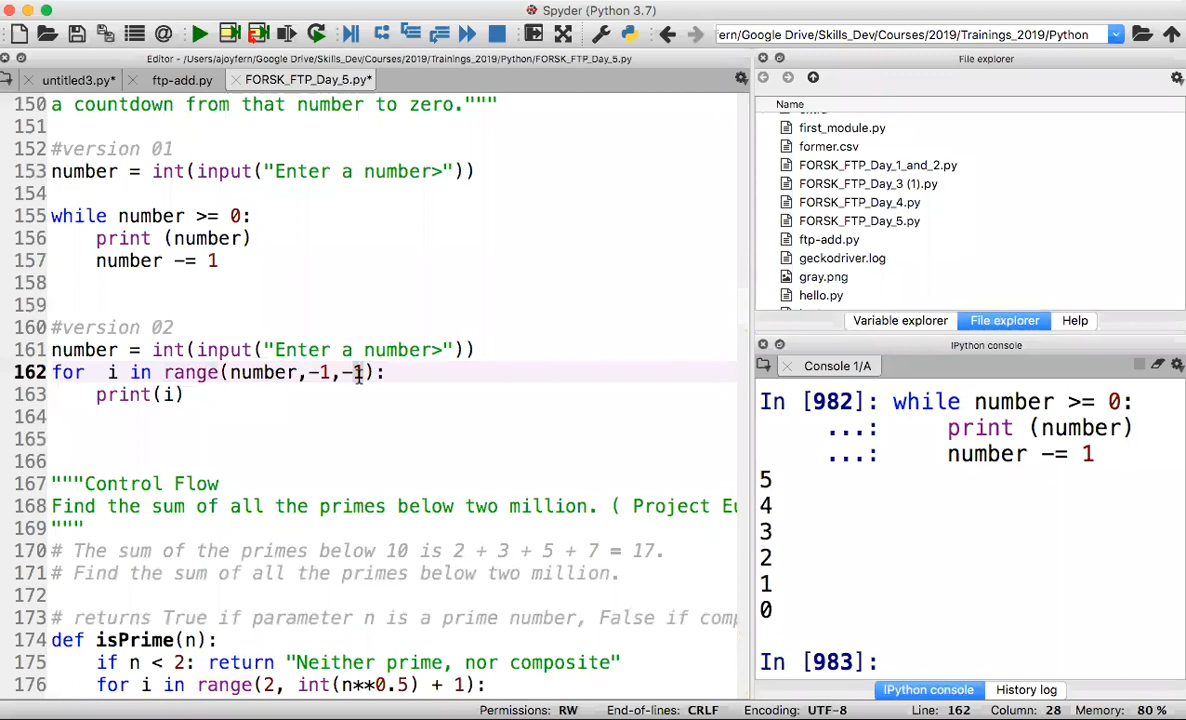 Spyder (Python 3.7)
fern/Google Drive/Skills_Dev/Courses/2019/Trainings_2019/Python
Editor - /Users/ajoyfern/Google Drive/Skills_Dev/Courses/2019/Trainings_2019/Python/FORSK_FTP_Day_5.py
untitled3.py*
ftp-add.py
FORSK_FTP_Day_5.py*
150 a countdown from that number to zero."""
151
152 #version 01
153 number = int(input("Enter a number>"))
154
155 while number >= 0:
156     print (number)
157     number -= 1
158
159
160 #version 02
161 number = int(input("Enter a number>"))
162 for  i in range(number,-1,-1):
163     print(i)
164
165
166
167 """Control Flow
168 Find the sum of all the primes below two million. ( Project Eu
169 """
170 # The sum of the primes below 10 is 2 + 3 + 5 + 7 = 17.
171 # Find the sum of all the primes below two million.
172
173 # returns True if parameter n is a prime number, False if comp
174 def isPrime(n):
175     if n < 2: return "Neither prime, nor composite"
176     for i in range(2, int(n**0.5) + 1):
File explorer
Name
first_module.py
former.csv
FORSK_FTP_Day_1_and_2.py
FORSK_FTP_Day_3 (1).py
FORSK_FTP_Day_4.py
FORSK_FTP_Day_5.py
ftp-add.py
geckodriver.log
gray.png
hello.py
Variable explorer
File explorer
Help
IPython console
Console 1/A
In [982]: while number >= 0:
...:     print (number)
...:     number -= 1
5
4
3
2
1
0
In [983]:
IPython console
History log
Permissions: RW
End-of-lines: CRLF
Encoding: UTF-8
Line: 162
Column: 28
Memory: 80 %